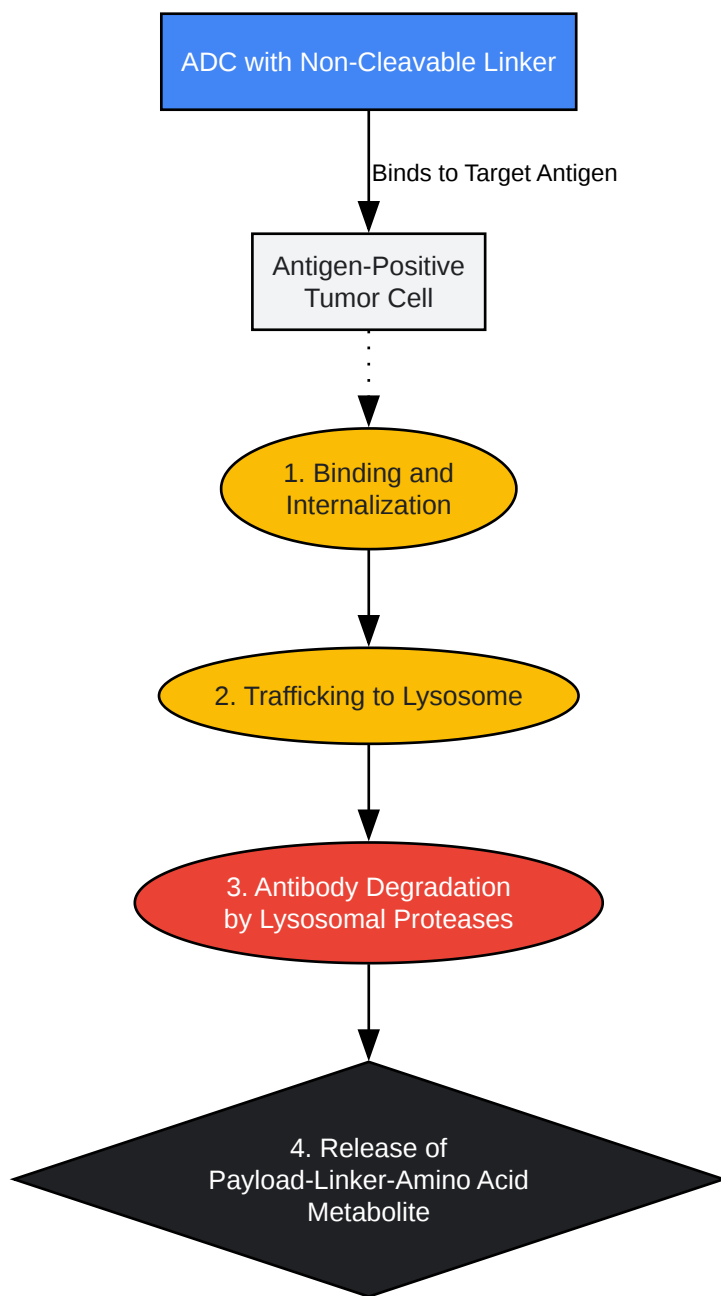 ADC with Non-Cleavable Linker
Binds to Target Antigen
Antigen-Positive
Tumor Cell
1. Binding and
Internalization
2. Trafficking to Lysosome
3. Antibody Degradation
by Lysosomal Proteases
4. Release of
Payload-Linker-Amino Acid
Metabolite